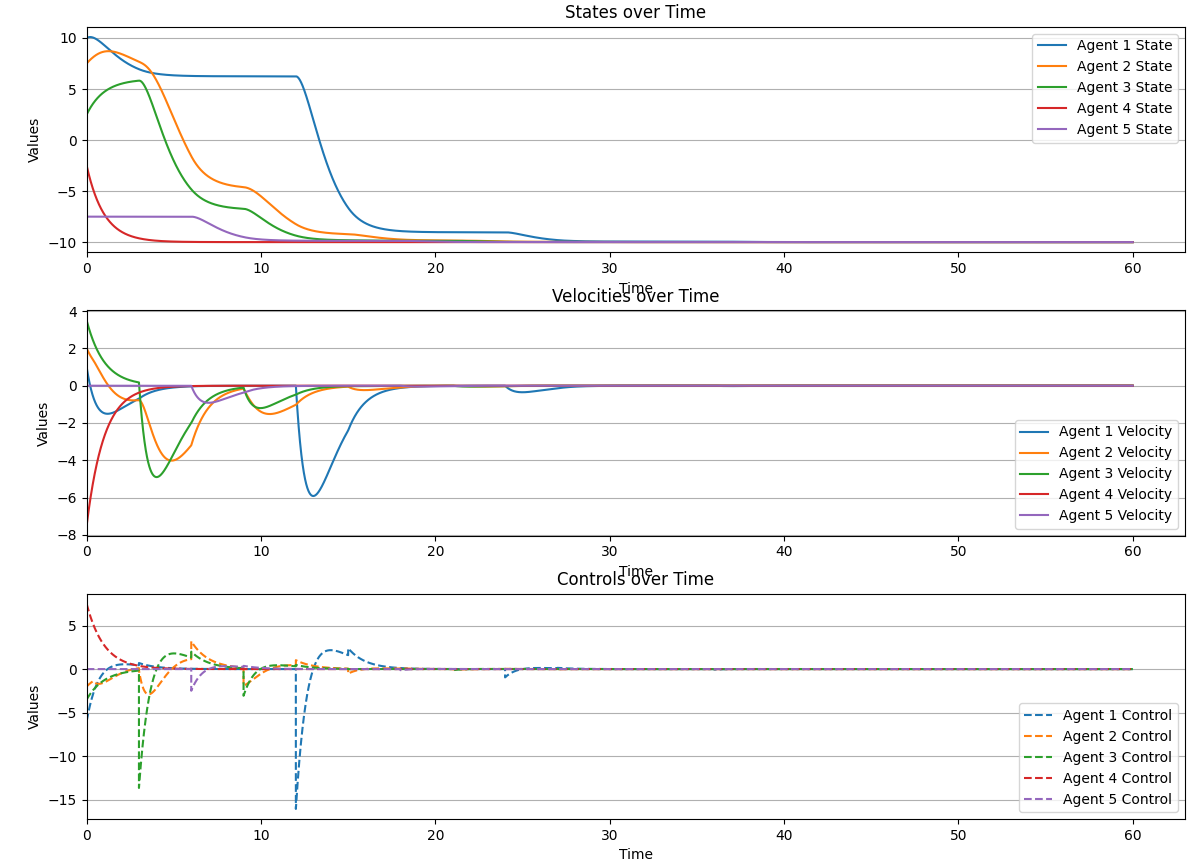 States over Time
Values
10
5
0
−5
−10
Agent 1 State
Agent 2 State
Agent 3 State
Agent 4 State
Agent 5 State
0 10 20 30 40 50 60
Time
Velocities over Time
Values
4
2
0
−2
−4
−6
−8
Agent 1 Velocity
Agent 2 Velocity
Agent 3 Velocity
Agent 4 Velocity
Agent 5 Velocity
0 10 20 30 40 50 60
Time
Controls over Time
Values
5
0
−5
−10
−15
Agent 1 Control
Agent 2 Control
Agent 3 Control
Agent 4 Control
Agent 5 Control
0 10 20 30 40 50 60
Time